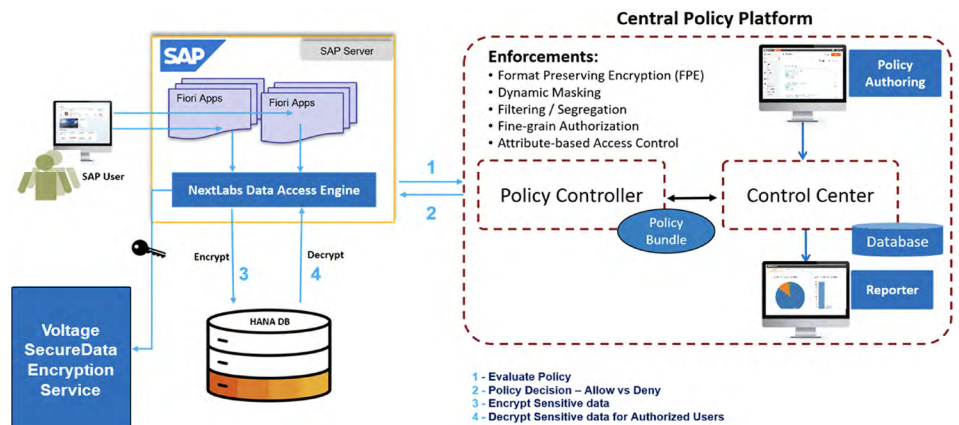 Central Policy Platform
SAP
SAP Server
Fiori Apps
Fiori Apps
SAP User
NextLabs Data Access Engine
Enforcements:
• Format Preserving Encryption (FPE)
• Dynamic Masking
• Filtering / Segregation
• Fine-grain Authorization
• Attribute-based Access Control
Policy
Authoring
1
2
Policy Controller
Policy
Bundle
Control Center
Database
Reporter
Encrypt
3
Decrypt
4
HANA DB
Voltage
SecureData
Encryption
Service
1 - Evaluate Policy
2 - Policy Decision – Allow vs Deny
3 - Encrypt Sensitive data
4 - Decrypt Sensitive data for Authorized Users